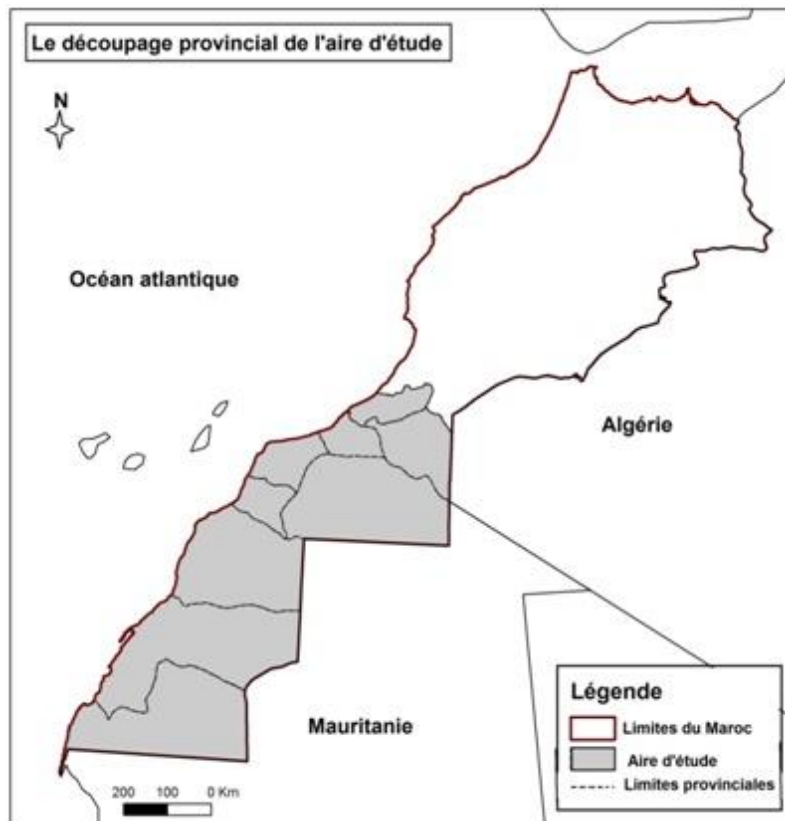 Le découpage provincial de l'aire d'étude
N
Océan atlantique
Algérie
Mauritanie
Légende
Limites du Maroc
Aire d'étude
Limites provinciales
200 100 0 Km